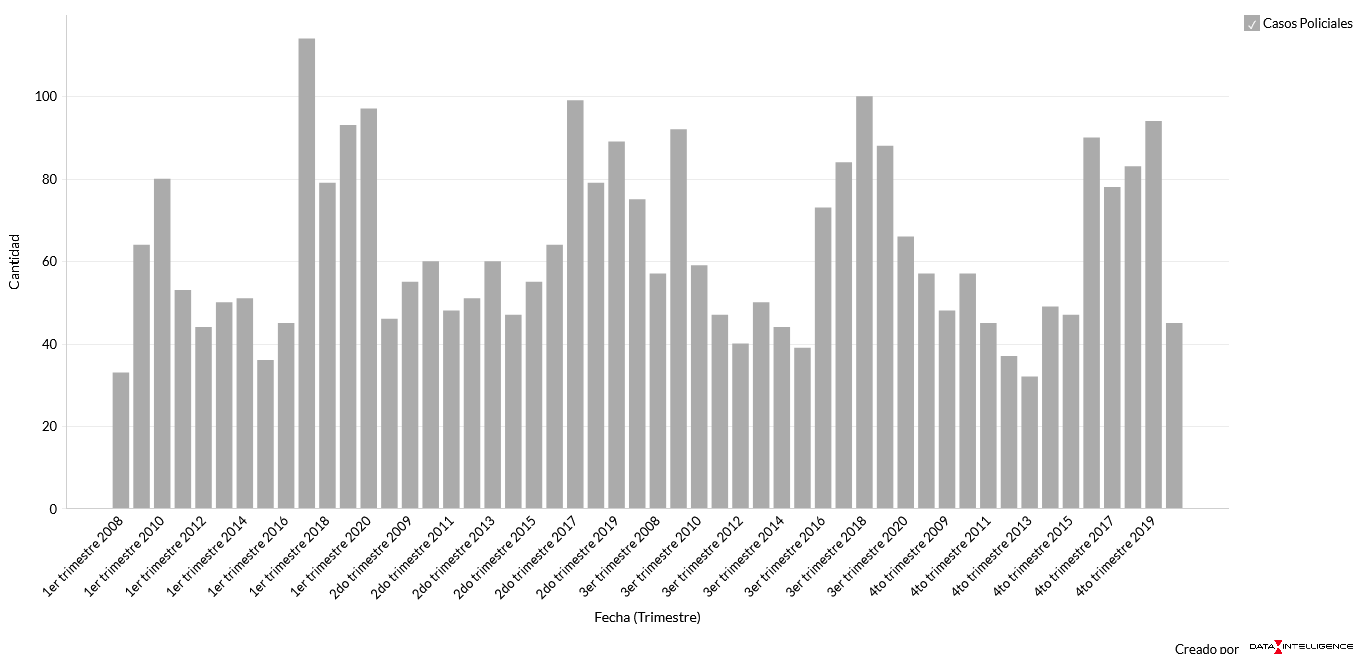 Casos Policiales
100
80
60
40
20
0
Cantidad
1er trimestre 2008
1er trimestre 2010
1er trimestre 2012
1er trimestre 2014
1er trimestre 2016
1er trimestre 2018
1er trimestre 2020
2do trimestre 2009
2do trimestre 2011
2do trimestre 2013
2do trimestre 2015
2do trimestre 2017
2do trimestre 2019
3er trimestre 2008
3er trimestre 2010
3er trimestre 2012
3er trimestre 2014
3er trimestre 2016
3er trimestre 2018
3er trimestre 2020
4to trimestre 2009
4to trimestre 2011
4to trimestre 2013
4to trimestre 2015
4to trimestre 2017
4to trimestre 2019
Fecha (Trimestre)
Creado por DATA INTELLIGENCE